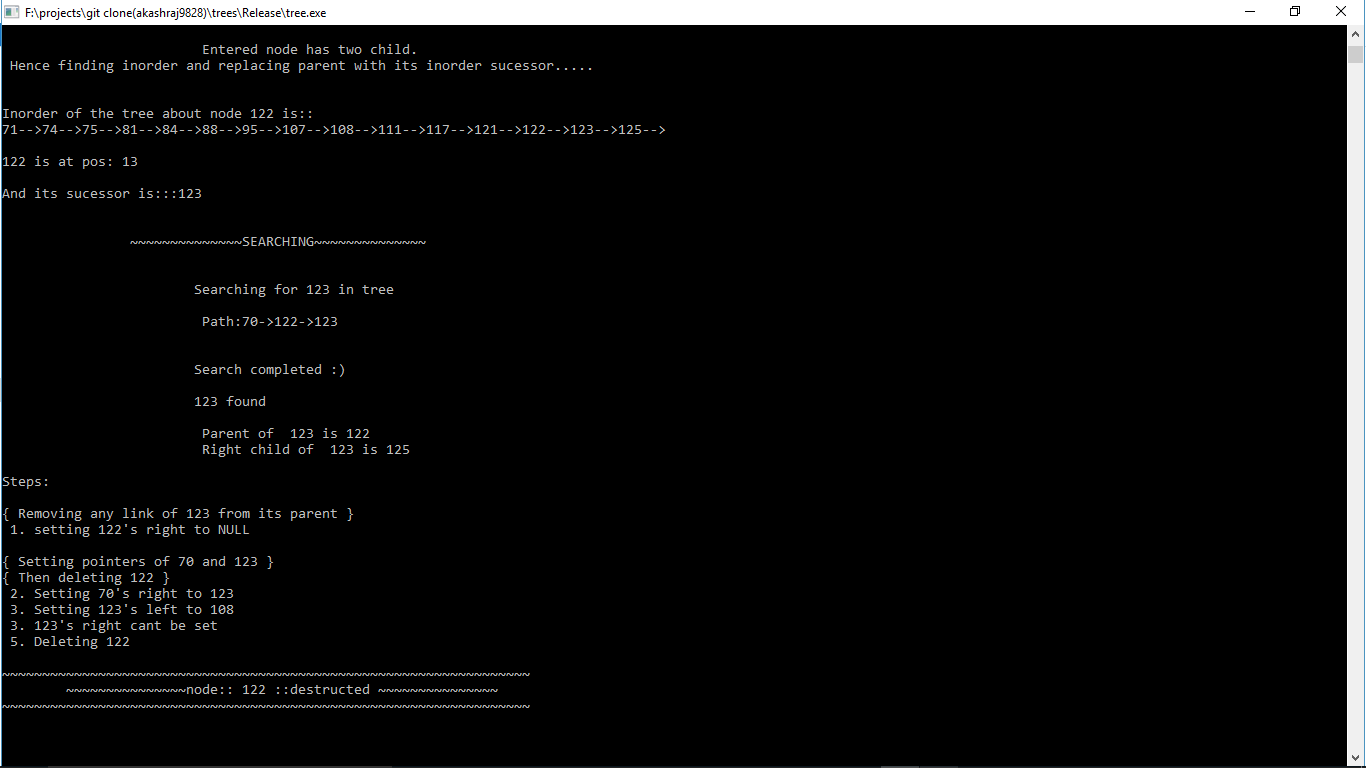 F:\projects\git clone(akashraj9828)\trees\Release\tree.exe
Entered node has two child.
Hence finding inorder and replacing parent with its inorder sucessor.....
Inorder of the tree about node 122 is::
71-->74-->75-->81-->84-->88-->95-->107-->108-->111-->117-->121-->122-->123-->125-->
122 is at pos: 13
And its sucessor is:::123
~~~~~~~~~~~~~~SEARCHING~~~~~~~~~~~~~~
Searching for 123 in tree
Path:70->122->123
Search completed :)
123 found
Parent of  123 is 122
Right child of  123 is 125
Steps:
{ Removing any link of 123 from its parent }
1. setting 122's right to NULL
{ Setting pointers of 70 and 123 }
{ Then deleting 122 }
2. Setting 70's right to 123
3. Setting 123's left to 108
3. 123's right cant be set
5. Deleting 122
~~~~~~~~~~~~~~~~~~~~~~~~~~~~~~~~~~~~~~~~~~~~~~~~~~~~~~~~~~~~~~~~~~
~~~~~~~~~~~~~~~node:: 122 ::destructed ~~~~~~~~~~~~~~~
~~~~~~~~~~~~~~~~~~~~~~~~~~~~~~~~~~~~~~~~~~~~~~~~~~~~~~~~~~~~~~~~~~